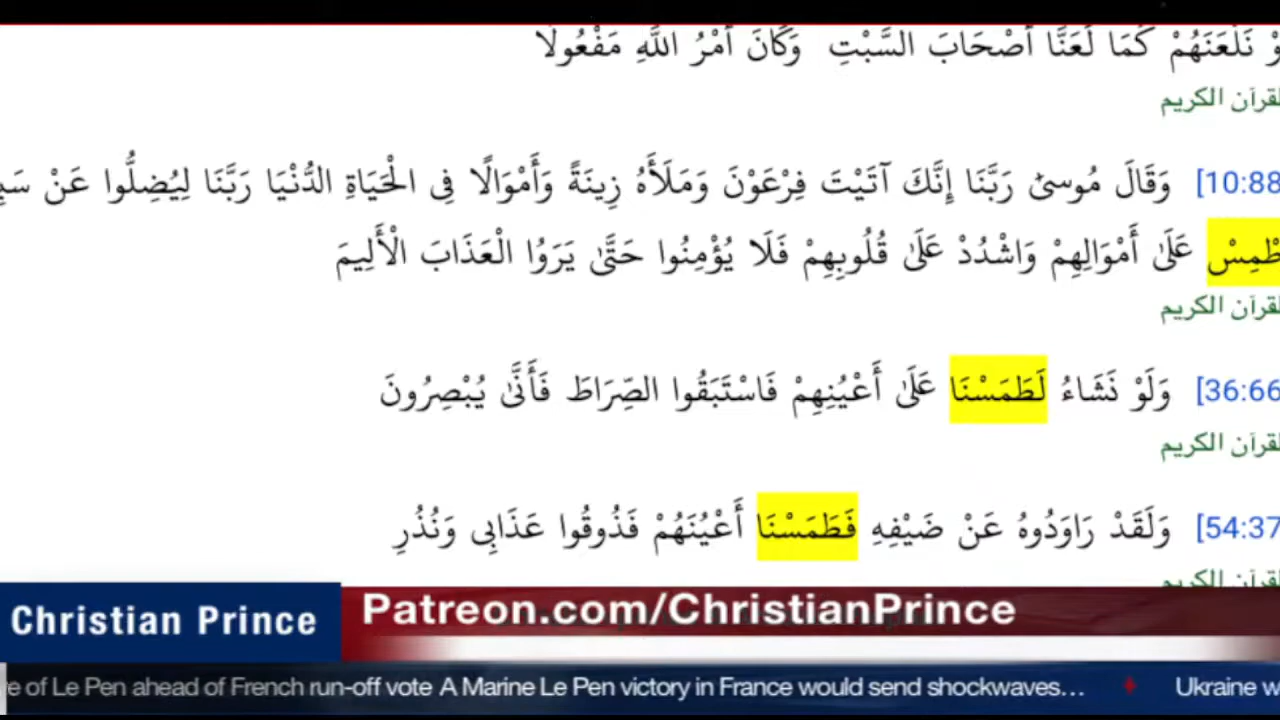 نَلْعَنَهُمْ كَمَا لَعَنَّا أَصْحَابَ السَّبْتِ وَكَانَ أَمْرُ اللَّهِ مَفْعُولًا
القرآن الكريم
[10:88 وَقَالَ مُوسَىٰ رَبَّنَا إِنَّكَ آتَيْتَ فِرْعَوْنَ وَمَلَأَهُ زِينَةً وَأَمْوَالًا فِي الْحَيَاةِ الدُّنْيَا رَبَّنَا لِيُضِلُّوا عَنْ
طْمِسْ عَلَىٰ أَمْوَالِهِمْ وَاشْدُدْ عَلَىٰ قُلُوبِهِمْ فَلَا يُؤْمِنُوا حَتَّىٰ يَرَوُا الْعَذَابَ الْأَلِيمَ
القرآن الكريم
[36:66 وَلَوْ نَشَاءُ لَطَمَسْنَا عَلَىٰ أَعْيُنِهِمْ فَاسْتَبَقُوا الصِّرَاطَ فَأَنَّىٰ يُبْصِرُونَ
القرآن الكريم
[54:37 وَلَقَدْ رَاوَدُوهُ عَنْ ضَيْفِهِ فَطَمَسْنَا أَعْيُنَهُمْ فَذُوقُوا عَذَابِي وَنُذُرِ
القرآن الكريم
Christian Prince
Patreon.com/ChristianPrince
e of Le Pen ahead of French run-off vote A Marine Le Pen victory in France would send shockwaves… Ukraine w